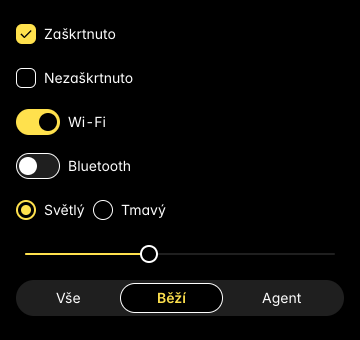 Zaškrtnuto
Nezaškrtnuto
Wi-Fi
Bluetooth
Světlý Tmavý
Vše Běží Agent